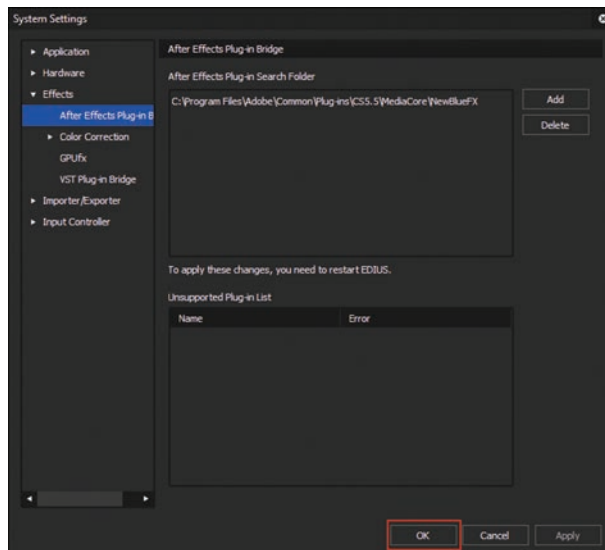 System Settings
Application
Hardware
Effects
After Effects Plug-in B
Color Correction
GPUfx
VST Plug-in Bridge
Importer/Exporter
Input Controller
After Effects Plug-in Bridge
After Effects Plug-in Search Folder
C:\Program Files\Adobe\Common\Plug-ins\CS5.5\MediaCore\NewBlueFX
Add
Delete
To apply these changes, you need to restart EDIUS.
Unsupported Plug-in List
Name Error
OK Cancel Apply